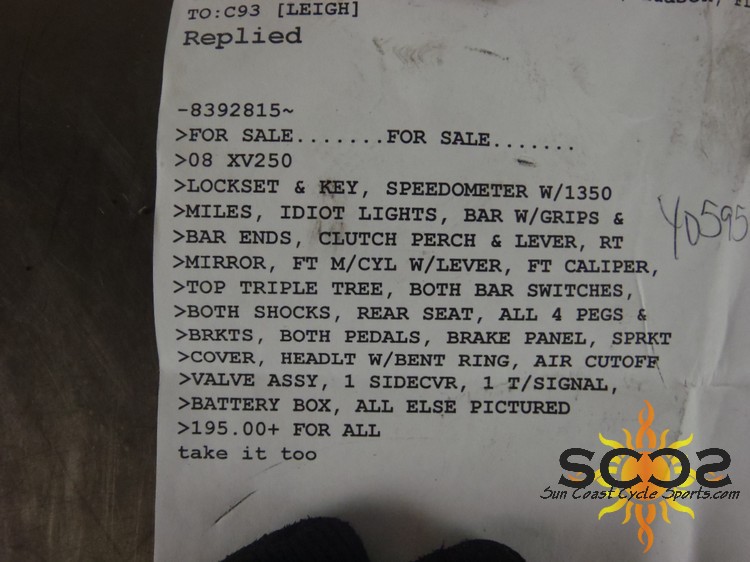 TO:C93 [LEIGH]
Replied
-8392815~
>FOR SALE.......FOR SALE.......
>08 XV250
>LOCKSET & KEY, SPEEDOMETER W/1350
>MILES, IDIOT LIGHTS, BAR W/GRIPS &
>BAR ENDS, CLUTCH PERCH & LEVER, RT
>MIRROR, FT M/CYL W/LEVER, FT CALIPER,
>TOP TRIPLE TREE, BOTH BAR SWITCHES,
>BOTH SHOCKS, REAR SEAT, ALL 4 PEGS &
>BRKTS, BOTH PEDALS, BRAKE PANEL, SPRKT
>COVER, HEADLT W/BENT RING, AIR CUTOFF
>VALVE ASSY, 1 SIDECVR, 1 T/SIGNAL,
>BATTERY BOX, ALL ELSE PICTURED
>195.00+ FOR ALL
take it too
Y0595
SCCS
Sun Coast Cycle Sports.com